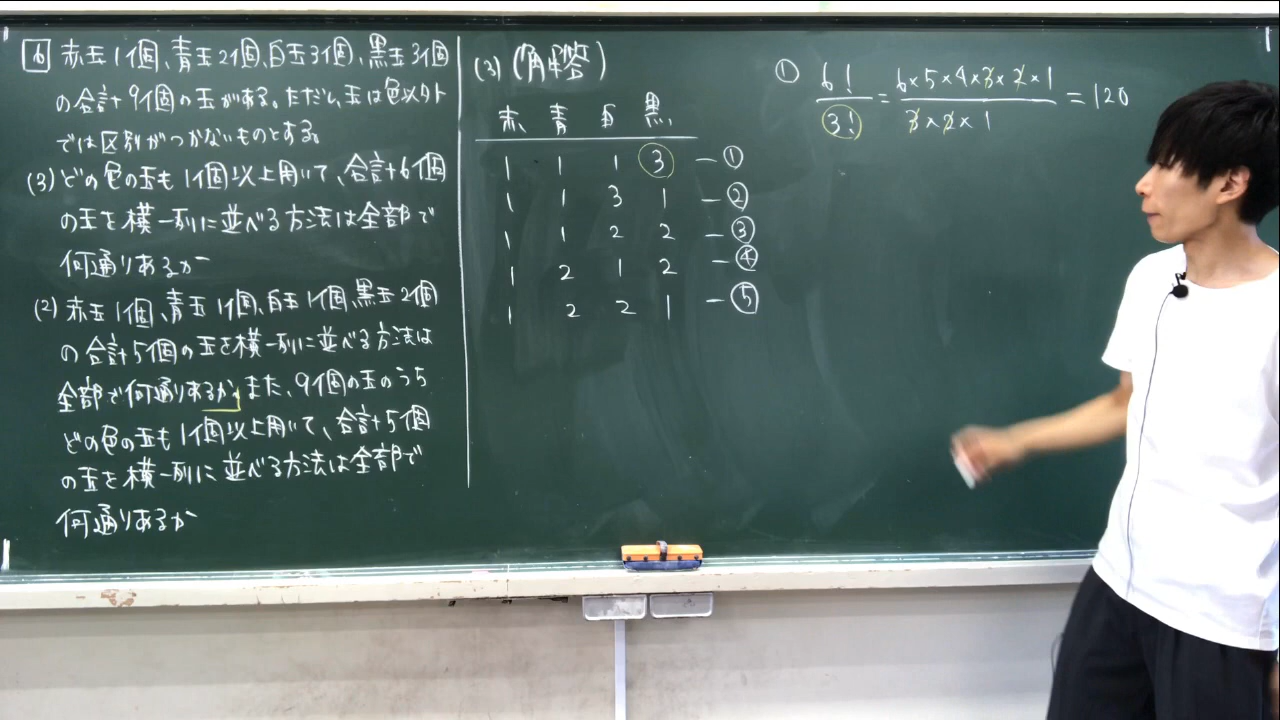 6 赤玉1個、青玉2個、白玉3個、黒玉3個
の合計9個の玉がある。ただし、玉は色以外
では区別がつかないものとする。
(3) どの色の玉も1個以上用いて、合計6個
の玉を横一列に並べる方法は全部で
何通りあるか
(2) 赤玉1個、青玉1個、白玉1個、黒玉2個
の合計5個の玉を横一列に並べる方法は
全部で何通りあるか。また、9個の玉のうち
どの色の玉も1個以上用いて、合計5個
の玉を横一列に並べる方法は全部で
何通りあるか
(3) (解答)
赤 青 白 黒
1 1 1 3 - ①
1 1 3 1 - ②
1 1 2 2 - ③
1 2 1 2 - ④
1 2 2 1 - ⑤
① 6!/3! = 6×5×4×3×2×1/3×2×1 = 120